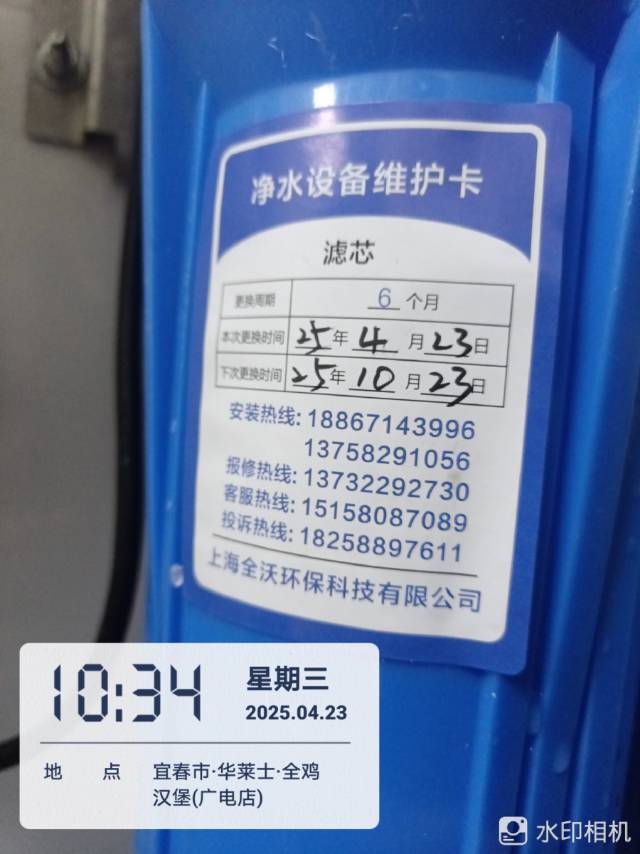 净水设备维护卡
滤芯
更换周期 6 个月
本次更换时间 25年 4 月 23日
下次更换时间 25年 10 月 23日
安装热线: 18867143996
13758291056
报修热线: 13732292730
客服热线: 15158087089
投诉热线: 18258897611
上海全沃环保科技有限公司
10:34
星期三
2025.04.23
地 点 宜春市·华莱士·全鸡
汉堡(广电店)
水印相机